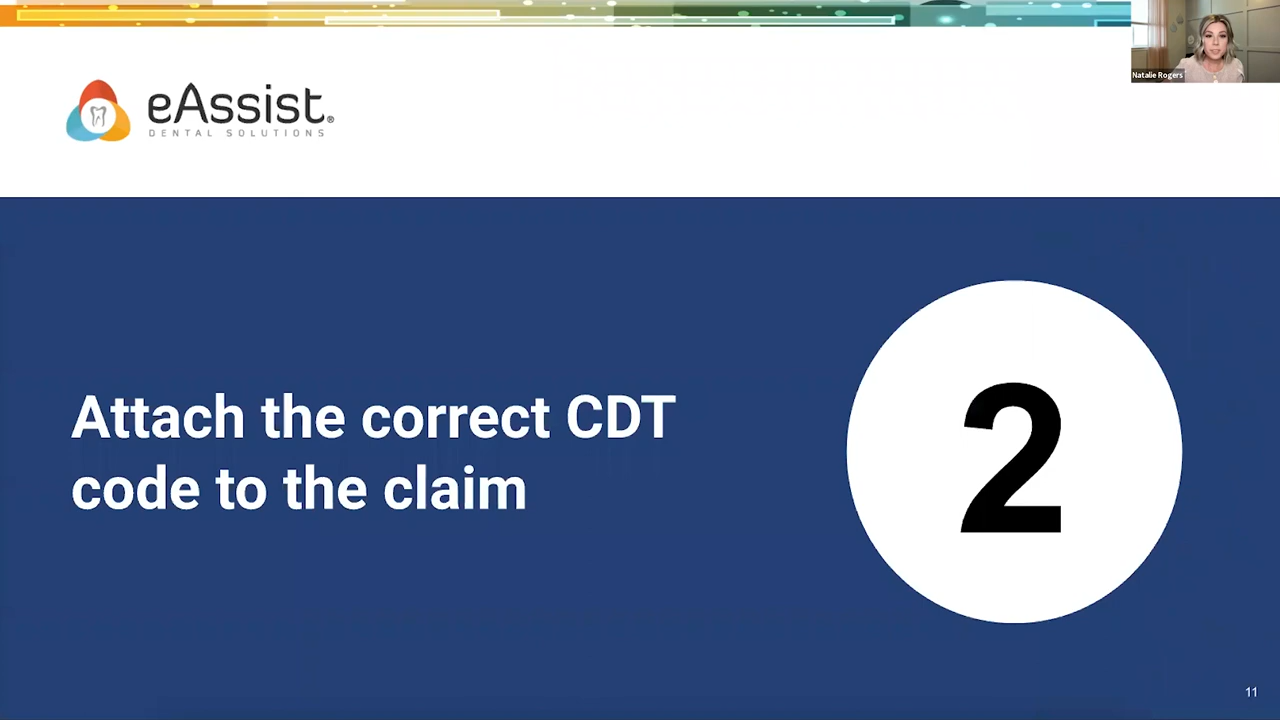 Natalie Rogers
eAssist®
DENTAL SOLUTIONS
Attach the correct CDT
code to the claim
2
11